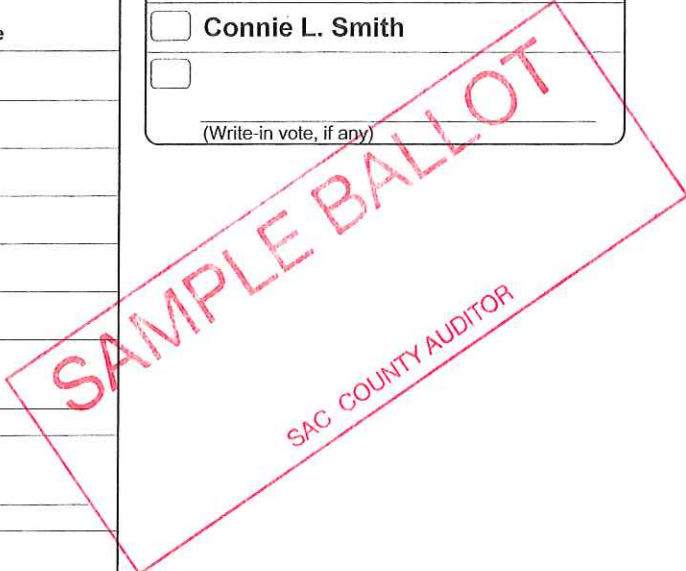 e
Connie L. Smith
(Write-in vote, if any)
SAMPLE BALLOT
SAC COUNTY AUDITOR